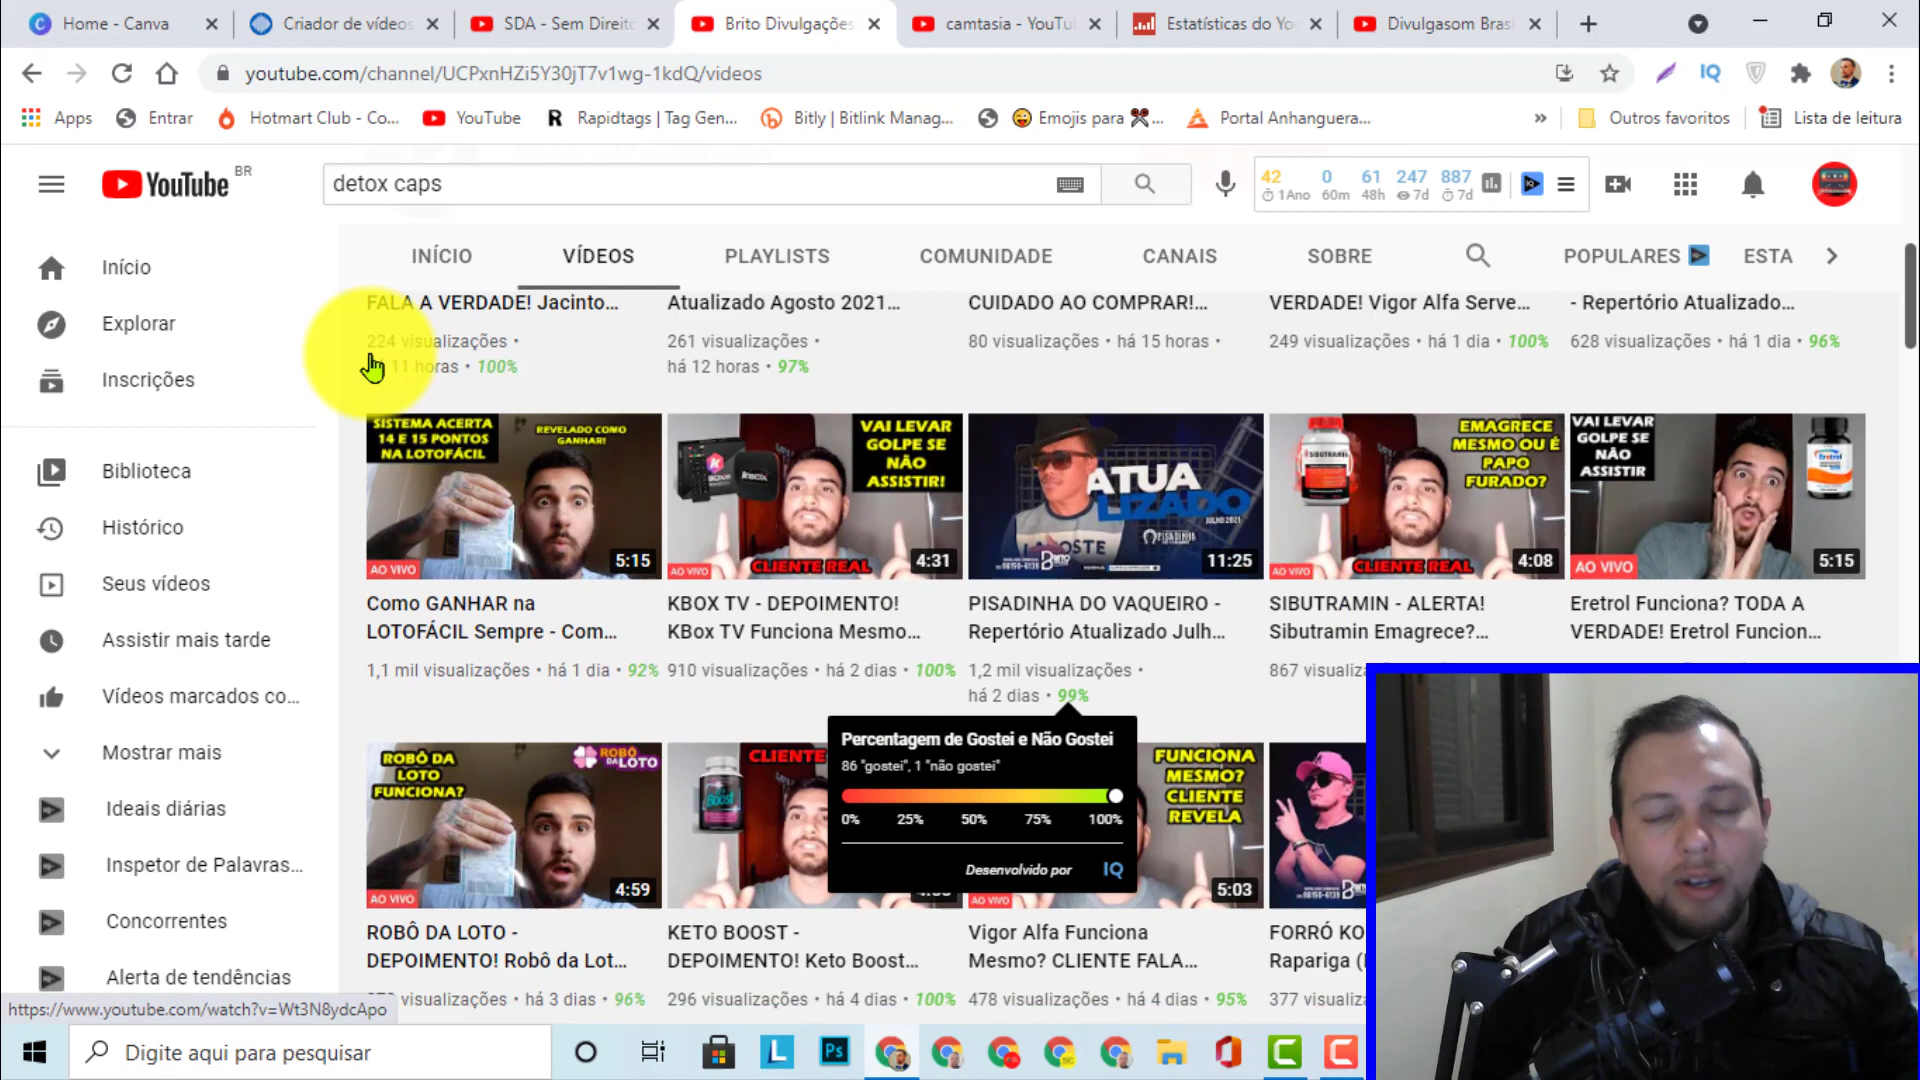 Home - Canva
Criador de vídeos
SDA - Sem Direito
Brito Divulgações
camtasia - YouTu
Estatísticas do Yo
Divulgasom Brasi
youtube.com/channel/UCPxnHZi5Y30jT7v1wg-1kdQ/videos
IQ
Apps
Entrar
Hotmart Club - Co...
YouTube
Rapidtags | Tag Gen...
Bitly | Bitlink Manag...
Emojis para
Portal Anhanguera...
»
Outros favoritos
Lista de leitura
YouTube BR
detox caps
42 0 61 247 887
1Ano 60m 48h 7d 7d
INÍCIO VÍDEOS PLAYLISTS COMUNIDADE CANAIS SOBRE POPULARES ESTA
Início
Explorar
Inscrições
Biblioteca
Histórico
Seus vídeos
Assistir mais tarde
Vídeos marcados co...
Mostrar mais
Ideais diárias
Inspetor de Palavras...
Concorrentes
Alerta de tendências
FALA A VERDADE! Jacinto...
224 visualizações •
11 horas • 100%
Atualizado Agosto 2021...
261 visualizações •
há 12 horas • 97%
CUIDADO AO COMPRAR!...
80 visualizações • há 15 horas •
VERDADE! Vigor Alfa Serve...
249 visualizações • há 1 dia • 100%
- Repertório Atualizado...
628 visualizações • há 1 dia • 96%
SISTEMA ACERTA
14 E 15 PONTOS
NA LOTOFÁCIL
REVELADO COMO
GANHAR!
AO VIVO
5:15
Como GANHAR na
LOTOFÁCIL Sempre - Com...
1,1 mil visualizações • há 1 dia • 92%
VAI LEVAR
GOLPE SE
NÃO
ASSISTIR!
AO VIVO
CLIENTE REAL
4:31
KBOX TV - DEPOIMENTO!
KBox TV Funciona Mesmo...
910 visualizações • há 2 dias • 100%
ATUA
LIZADO
JULHO 2021
PISADINHA
11:25
PISADINHA DO VAQUEIRO -
Repertório Atualizado Julh...
1,2 mil visualizações •
há 2 dias • 99%
EMAGRECE
MESMO OU É
PAPO
FURADO?
AO VIVO
CLIENTE REAL
4:08
SIBUTRAMIN - ALERTA!
Sibutramin Emagrece?...
867 visualiza
VAI LEVAR
GOLPE SE
NÃO
ASSISTIR
AO VIVO
5:15
Eretrol Funciona? TODA A
VERDADE! Eretrol Funcion...
Percentagem de Gostei e Não Gostei
86 "gostei", 1 "não gostei"
0% 25% 50% 75% 100%
Desenvolvido por IQ
ROBÔ DA
LOTO
FUNCIONA?
ROBÔ
DA LOTO
AO VIVO
4:59
ROBÔ DA LOTO -
DEPOIMENTO! Robô da Lot...
visualizações • há 3 dias • 96%
CLIENTE
AO VIVO
KETO BOOST -
DEPOIMENTO! Keto Boost...
296 visualizações • há 4 dias • 100%
FUNCIONA
MESMO?
CLIENTE
REVELA
AO VIVO
5:03
Vigor Alfa Funciona
Mesmo? CLIENTE FALA...
478 visualizações • há 4 dias • 95%
FORRÓ KO
Rapariga (
377 visualiza
https://www.youtube.com/watch?v=Wt3N8ydcApo
Digite aqui para pesquisar